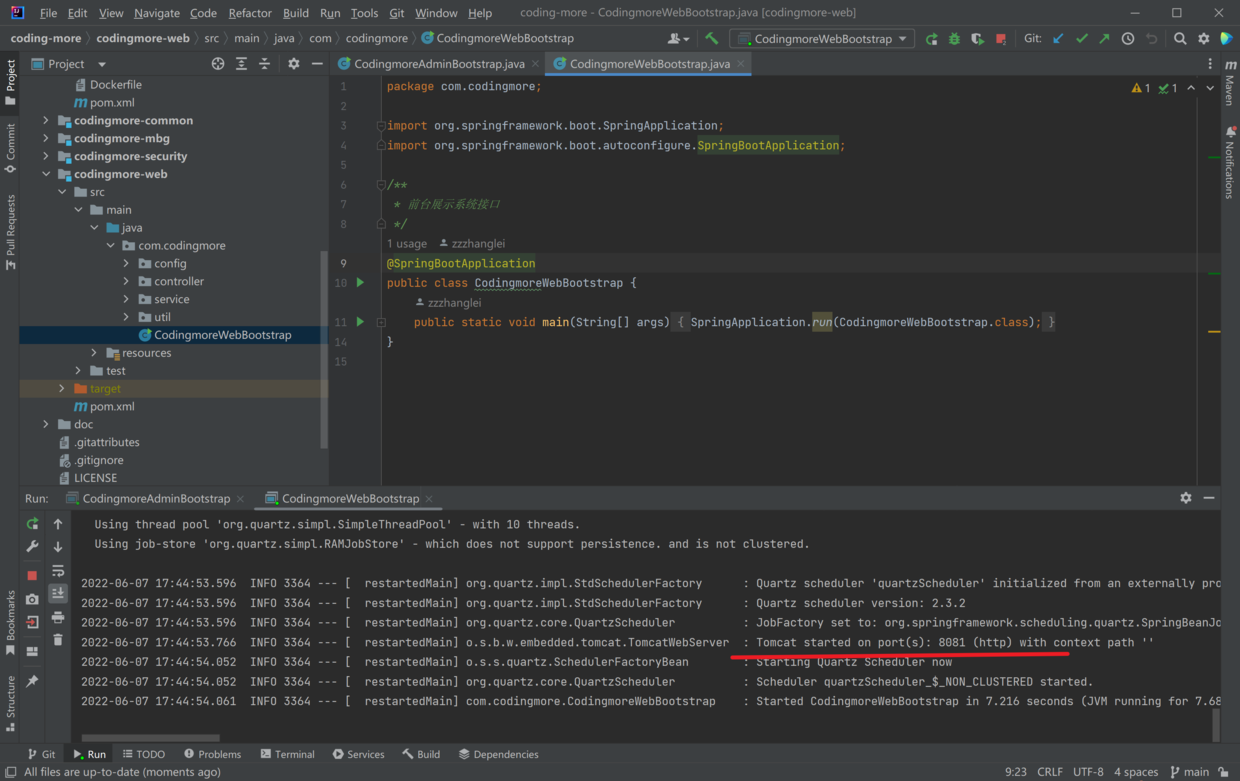 File Edit View Navigate Code Refactor Build Run Tools Git Window Help coding-more - CodingmoreWebBootstrap.java [codingmore-web]
coding-more codingmore-web src main java com codingmore CodingmoreWebBootstrap CodingmoreWebBootstrap Git:
Project
CodingmoreAdminBootstrap.java CodingmoreWebBootstrap.java
Project
Commit
Pull Requests
Bookmarks
Structure
Maven
Notifications
Dockerfile
pom.xml
codingmore-common
codingmore-mbg
codingmore-security
codingmore-web
src
main
java
com.codingmore
config
controller
service
util
CodingmoreWebBootstrap
resources
test
target
pom.xml
doc
.gitattributes
.gitignore
LICENSE
1 package com.codingmore; 1 1
2
3 import org.springframework.boot.SpringApplication;
4 import org.springframework.boot.autoconfigure.SpringBootApplication;
5
6 /**
7 * 前台展示系统接口
8 */
1 usage zzzhanglei
9 @SpringBootApplication
10 public class CodingmoreWebBootstrap {
zzzhanglei
11 public static void main(String[] args) { SpringApplication.run(CodingmoreWebBootstrap.class); }
14 }
15
Run: CodingmoreAdminBootstrap CodingmoreWebBootstrap
Using thread pool 'org.quartz.simpl.SimpleThreadPool' - with 10 threads.
Using job-store 'org.quartz.simpl.RAMJobStore' - which does not support persistence. and is not clustered.
2022-06-07 17:44:53.596 INFO 3364 --- [ restartedMain] org.quartz.impl.StdSchedulerFactory : Quartz scheduler 'quartzScheduler' initialized from an externally pro
2022-06-07 17:44:53.596 INFO 3364 --- [ restartedMain] org.quartz.impl.StdSchedulerFactory : Quartz scheduler version: 2.3.2
2022-06-07 17:44:53.596 INFO 3364 --- [ restartedMain] org.quartz.core.QuartzScheduler : JobFactory set to: org.springframework.scheduling.quartz.SpringBeanJo
2022-06-07 17:44:53.766 INFO 3364 --- [ restartedMain] o.s.b.w.embedded.tomcat.TomcatWebServer : Tomcat started on port(s): 8081 (http) with context path ''
2022-06-07 17:44:54.052 INFO 3364 --- [ restartedMain] o.s.s.quartz.SchedulerFactoryBean : Starting Quartz Scheduler now
2022-06-07 17:44:54.052 INFO 3364 --- [ restartedMain] org.quartz.core.QuartzScheduler : Scheduler quartzScheduler_$_NON_CLUSTERED started.
2022-06-07 17:44:54.061 INFO 3364 --- [ restartedMain] com.codingmore.CodingmoreWebBootstrap : Started CodingmoreWebBootstrap in 7.216 seconds (JVM running for 7.68
Git Run TODO Problems Terminal Services Build Dependencies
All files are up-to-date (moments ago) 9:23 CRLF UTF-8 4 spaces main